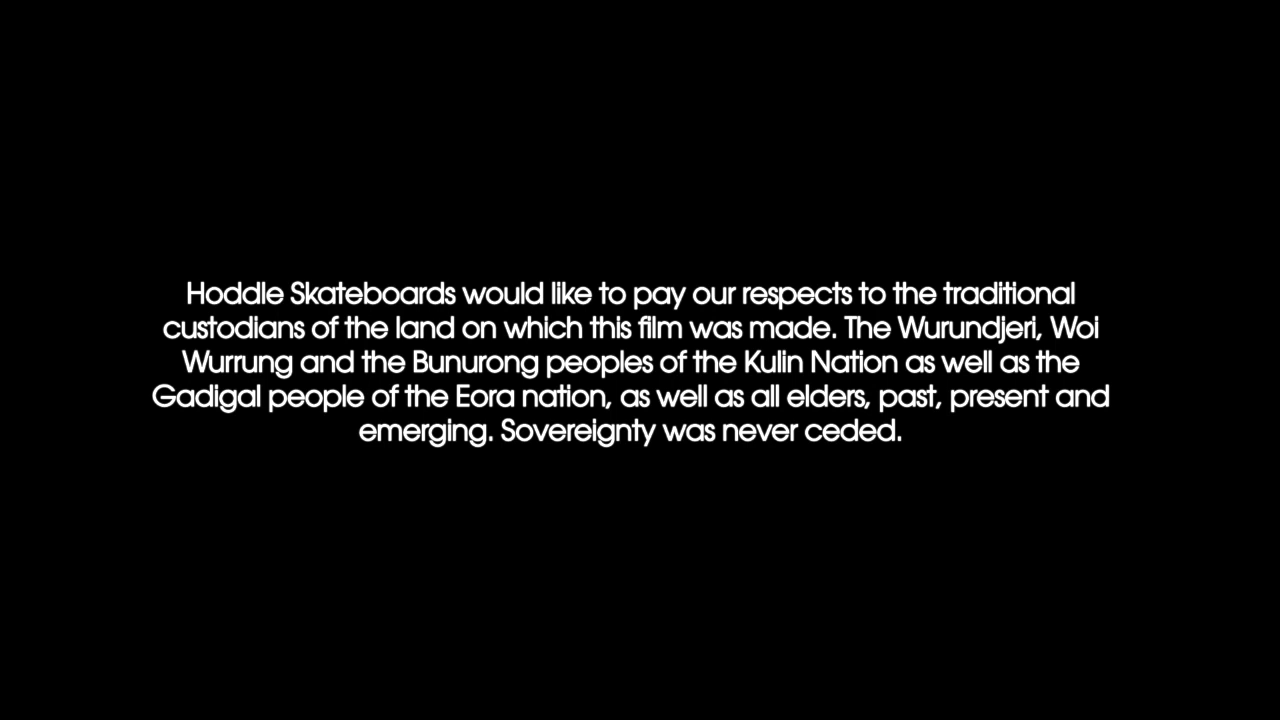 Hoddle Skateboards would like to pay our respects to the traditional
custodians of the land on which this film was made. The Wurundjeri, Woi
Wurrung and the Bunurong peoples of the Kulin Nation as well as the
Gadigal people of the Eora nation, as well as all elders, past, present and
emerging. Sovereignty was never ceded.